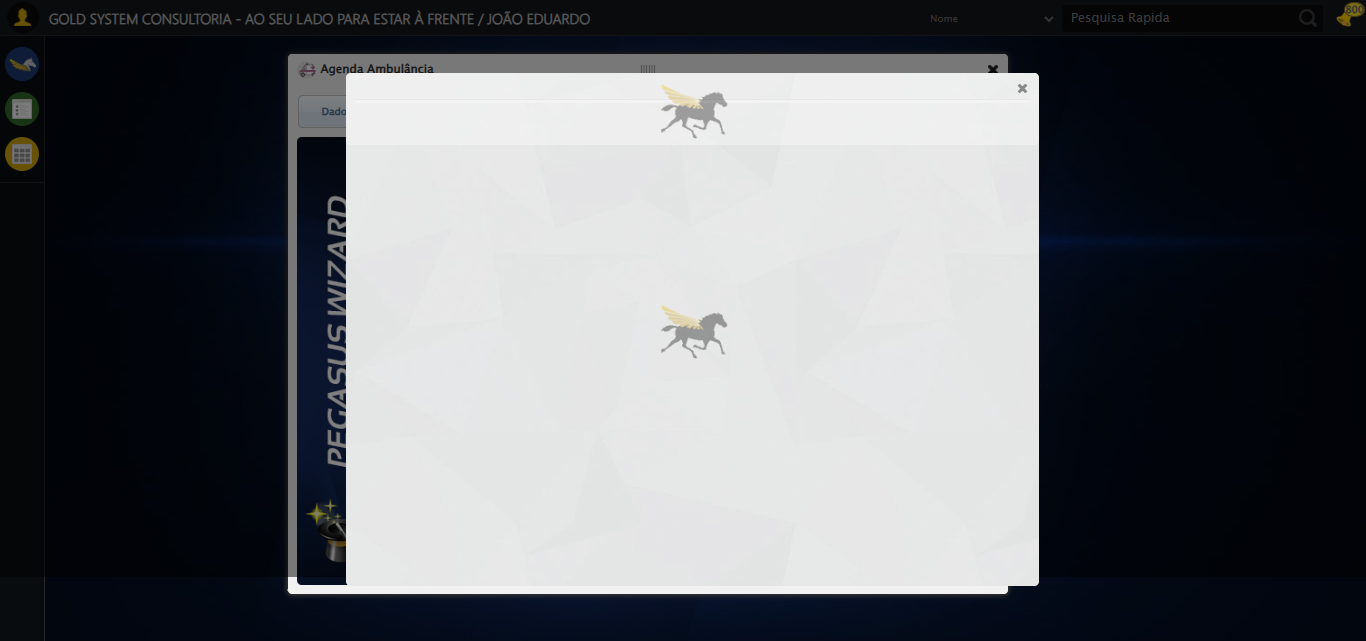 GOLD SYSTEM CONSULTORIA - AO SEU LADO PARA ESTAR À FRENTE / JOÃO EDUARDO
Nome
Pesquisa Rapida
800
Agenda Ambulância
Dado
PEGASUS WIZARD